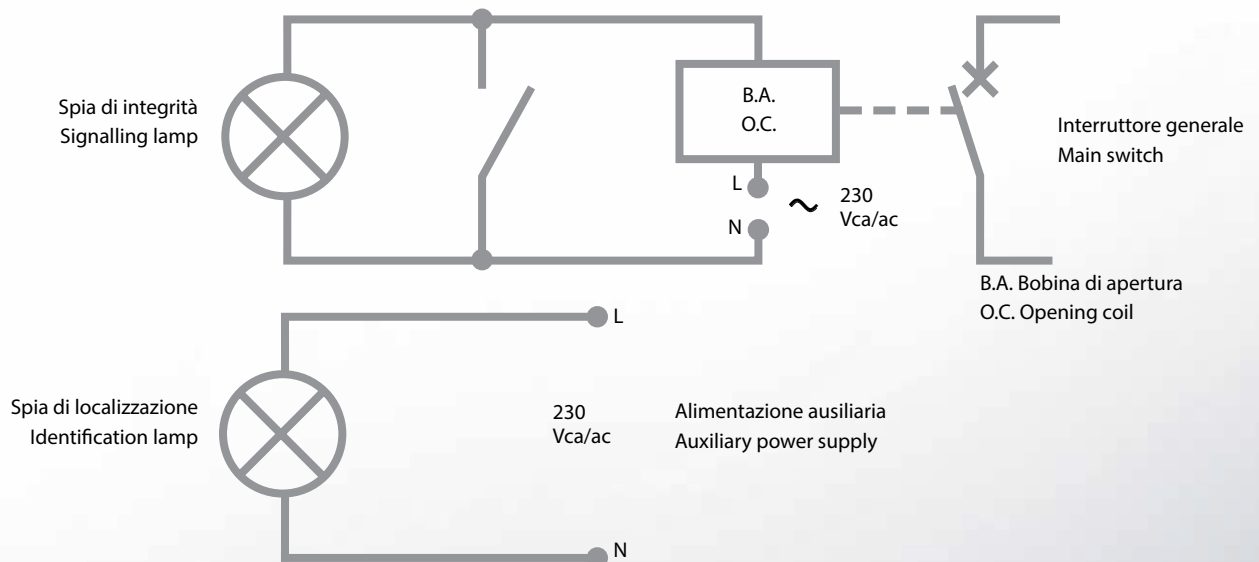 Spia di integrità
Signalling lamp
B.A.
O.C.
L
N
~
230
Vca/ac
Interruttore generale
Main switch
B.A. Bobina di apertura
O.C. Opening coil
L
Spia di localizzazione
Identification lamp
230
Vca/ac
Alimentazione ausiliaria
Auxiliary power supply
N